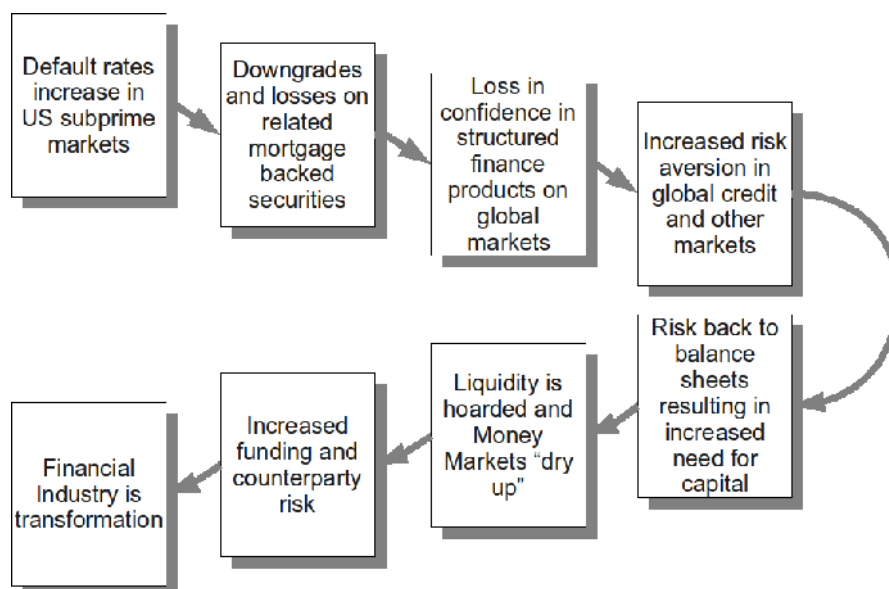 Default rates
increase in
US subprime
markets
Downgrades
and losses on
related
mortgage
backed
securities
Loss in
confidence in
structured
finance
products on
global
markets
Increased risk
aversion in
global credit
and other
markets
Risk back to
balance
sheets
resulting in
increased
need for
capital
Liquidity is
hoarded and
Money
Markets “dry
up”
Increased
funding and
counterparty
risk
Financial
Industry is
transformation